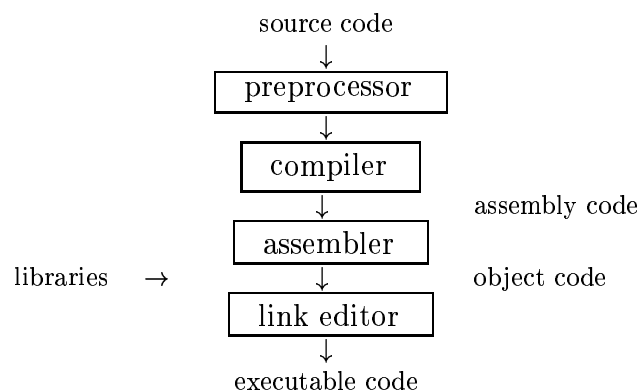 source code
↓
preprocessor
↓
compiler
↓ assembly code
assembler
libraries → ↓ object code
link editor
↓
executable code